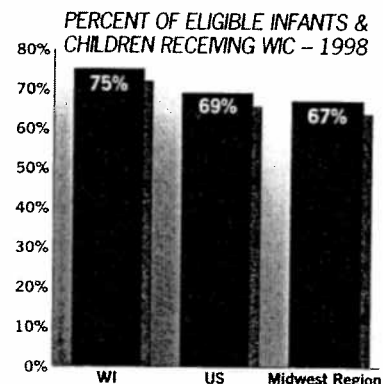 PERCENT OF ELIGIBLE INFANTS &
CHILDREN RECEIVING WIC – 1998
80%
70%
60%
50%
40%
30%
20%
10%
0%
75%
69%
67%
WI
US
Midwest Region